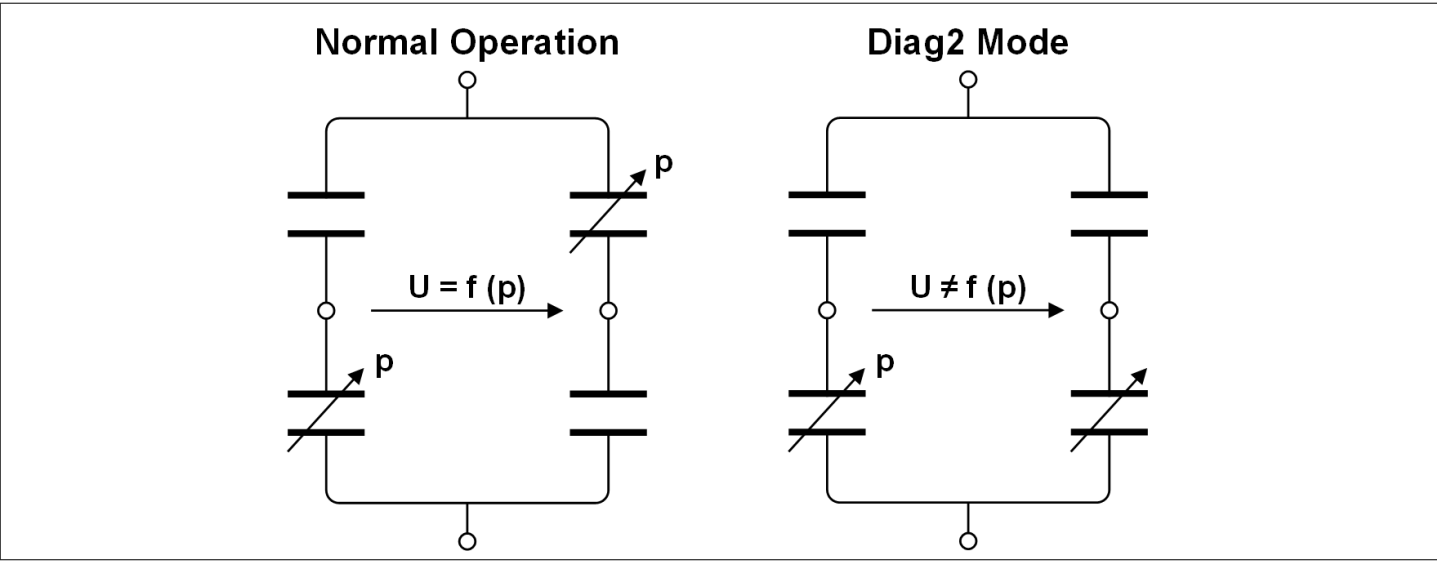 Normal Operation
Diag2 Mode
p
U = f (p)
U ≠ f (p)
p
p